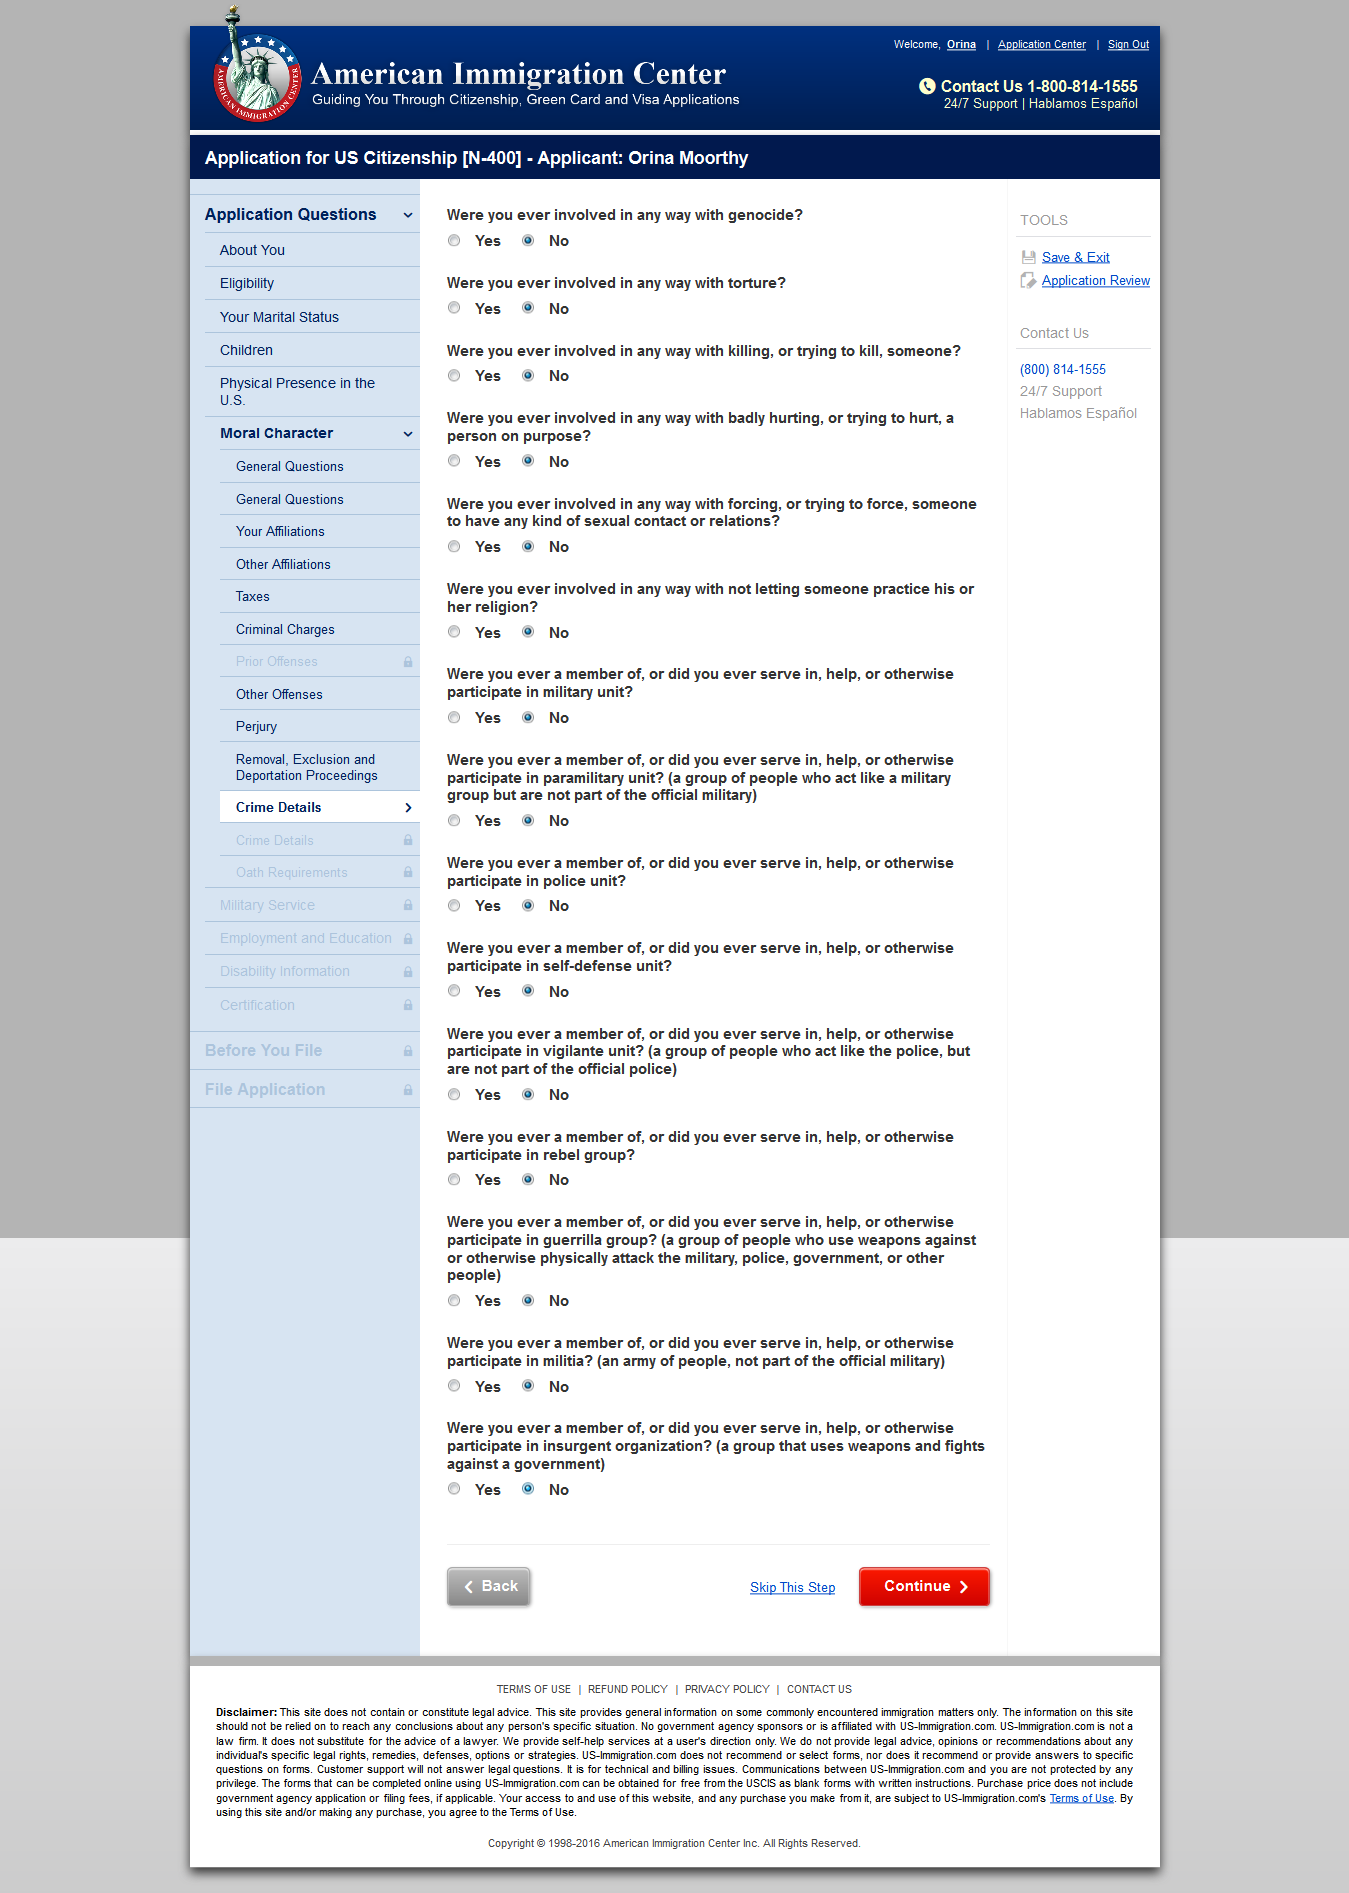 Welcome, Orina | Application Center | Sign Out
American Immigration Center
Guiding You Through Citizenship, Green Card and Visa Applications
AMERICAN IMMIGRATION CENTER
Contact Us 1-800-814-1555
24/7 Support | Hablamos Español
Application for US Citizenship [N-400] - Applicant: Orina Moorthy
Application Questions
About You
Eligibility
Your Marital Status
Children
Physical Presence in the
U.S.
Moral Character
General Questions
General Questions
Your Affiliations
Other Affiliations
Taxes
Criminal Charges
Prior Offenses
Other Offenses
Perjury
Removal, Exclusion and
Deportation Proceedings
Crime Details
Crime Details
Oath Requirements
Military Service
Employment and Education
Disability Information
Certification
Before You File
File Application
Were you ever involved in any way with genocide?
Yes No
Were you ever involved in any way with torture?
Yes No
Were you ever involved in any way with killing, or trying to kill, someone?
Yes No
Were you ever involved in any way with badly hurting, or trying to hurt, a
person on purpose?
Yes No
Were you ever involved in any way with forcing, or trying to force, someone
to have any kind of sexual contact or relations?
Yes No
Were you ever involved in any way with not letting someone practice his or
her religion?
Yes No
Were you ever a member of, or did you ever serve in, help, or otherwise
participate in military unit?
Yes No
Were you ever a member of, or did you ever serve in, help, or otherwise
participate in paramilitary unit? (a group of people who act like a military
group but are not part of the official military)
Yes No
Were you ever a member of, or did you ever serve in, help, or otherwise
participate in police unit?
Yes No
Were you ever a member of, or did you ever serve in, help, or otherwise
participate in self-defense unit?
Yes No
Were you ever a member of, or did you ever serve in, help, or otherwise
participate in vigilante unit? (a group of people who act like the police, but
are not part of the official police)
Yes No
Were you ever a member of, or did you ever serve in, help, or otherwise
participate in rebel group?
Yes No
Were you ever a member of, or did you ever serve in, help, or otherwise
participate in guerrilla group? (a group of people who use weapons against
or otherwise physically attack the military, police, government, or other
people)
Yes No
Were you ever a member of, or did you ever serve in, help, or otherwise
participate in militia? (an army of people, not part of the official military)
Yes No
Were you ever a member of, or did you ever serve in, help, or otherwise
participate in insurgent organization? (a group that uses weapons and fights
against a government)
Yes No
Back
Skip This Step
Continue
TOOLS
Save & Exit
Application Review
Contact Us
(800) 814-1555
24/7 Support
Hablamos Español
TERMS OF USE | REFUND POLICY | PRIVACY POLICY | CONTACT US
Disclaimer: This site does not contain or constitute legal advice. This site provides general information on some commonly encountered immigration matters only. The information on this site
should not be relied on to reach any conclusions about any person's specific situation. No government agency sponsors or is affiliated with US-Immigration.com. US-Immigration.com is not a
law firm. It does not substitute for the advice of a lawyer. We provide self-help services at a user's direction only. We do not provide legal advice, opinions or recommendations about any
individual's specific legal rights, remedies, defenses, options or strategies. US-Immigration.com does not recommend or select forms, nor does it recommend or provide answers to specific
questions on forms. Customer support will not answer legal questions. It is for technical and billing issues. Communications between US-Immigration.com and you are not protected by any
privilege. The forms that can be completed online using US-Immigration.com can be obtained for free from the USCIS as blank forms with written instructions. Purchase price does not include
government agency application or filing fees, if applicable. Your access to and use of this website, and any purchase you make from it, are subject to US-Immigration.com's Terms of Use. By
using this site and/or making any purchase, you agree to the Terms of Use.
Copyright © 1998-2016 American Immigration Center Inc. All Rights Reserved.